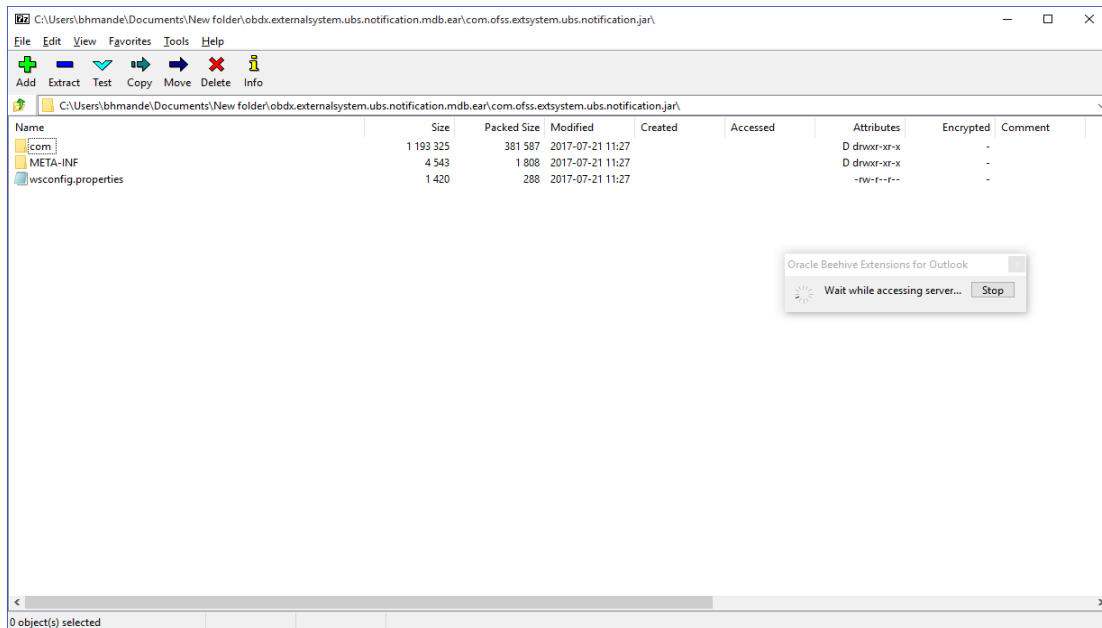 7z C:\Users\bhmande\Documents\New folder\obdx.externalsystem.ubs.notification.mdb.ear\com.ofss.extsystem.ubs.notification.jar\
File Edit View Favorites Tools Help
Add Extract Test Copy Move Delete Info
C:\Users\bhmande\Documents\New folder\obdx.externalsystem.ubs.notification.mdb.ear\com.ofss.extsystem.ubs.notification.jar\
Name Size Packed Size Modified Created Accessed Attributes Encrypted Comment
com 1 193 325 381 587 2017-07-21 11:27 D drwxr-xr-x -
META-INF 4 543 1 808 2017-07-21 11:27 D drwxr-xr-x -
wsconfig.properties 1 420 288 2017-07-21 11:27 -rw-r--r-- -
Oracle Beehive Extensions for Outlook
Wait while accessing server... Stop
0 object(s) selected